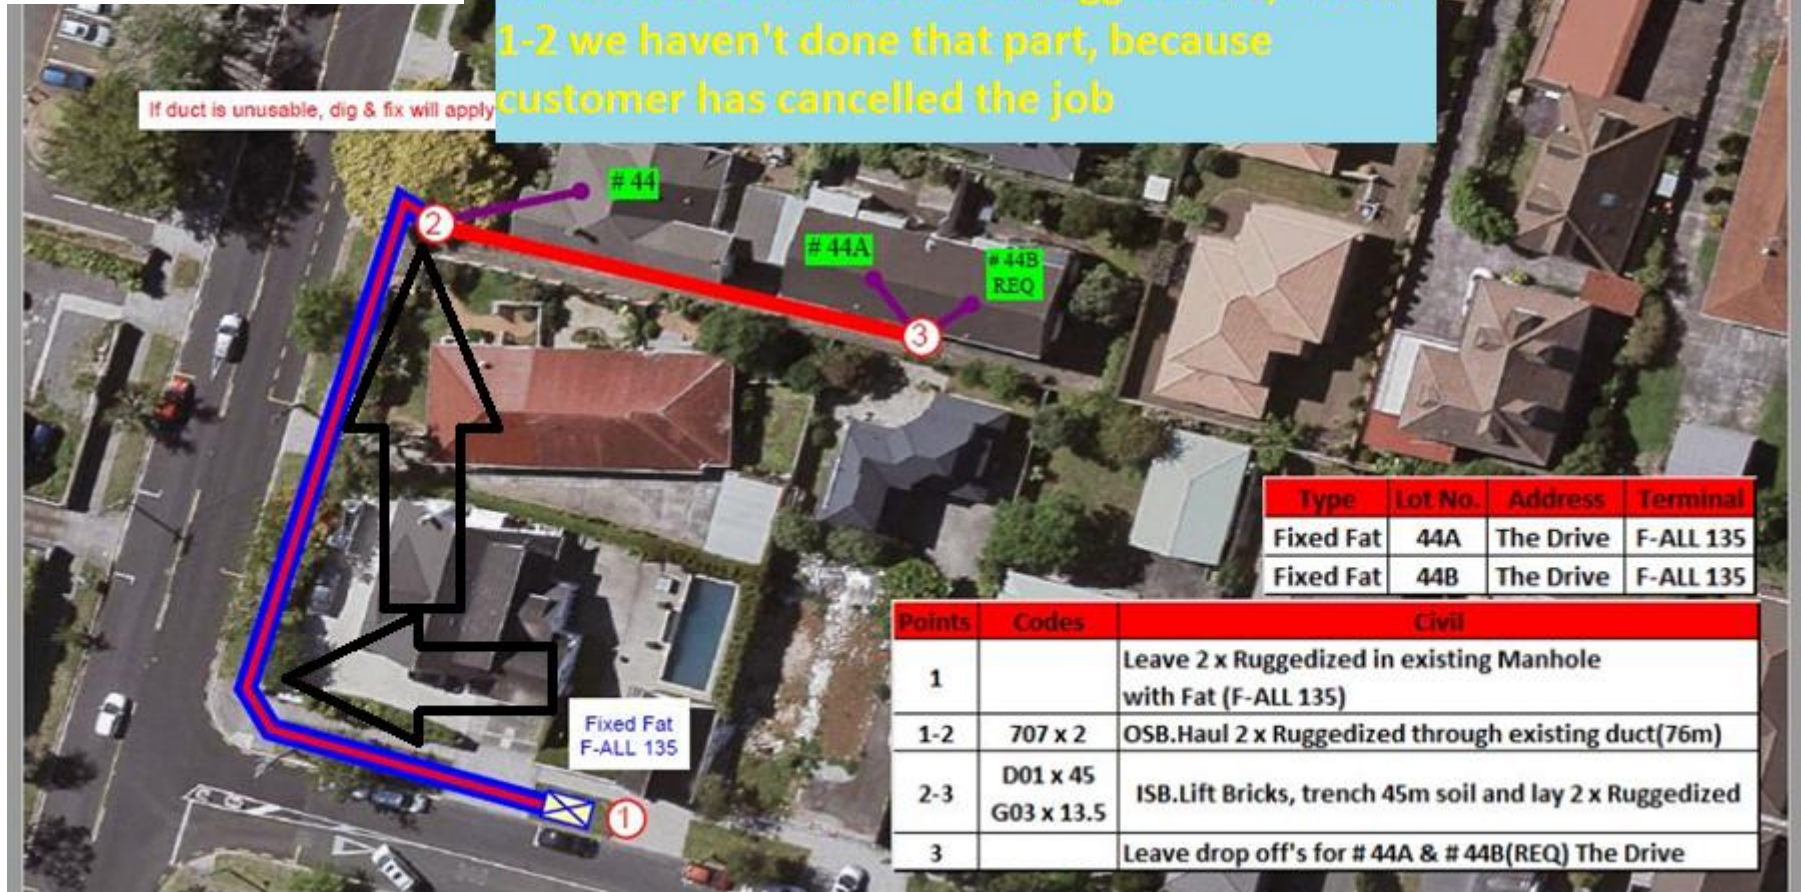 1-2 we haven't done that part, because
customer has cancelled the job
If duct is unusable, dig & fix will apply
# 44
2
# 44A
# 44B
REQ
3
Fixed Fat
F-ALL 135
1
Type Lot No. Address Terminal
Fixed Fat 44A The Drive F-ALL 135
Fixed Fat 44B The Drive F-ALL 135
Points Codes Civil
1 Leave 2 x Ruggedized in existing Manhole
with Fat (F-ALL 135)
1-2 707 x 2 OSB.Haul 2 x Ruggedized through existing duct(76m)
2-3 D01 x 45
G03 x 13.5 ISB.Lift Bricks, trench 45m soil and lay 2 x Ruggedized
3 Leave drop off's for # 44A & # 44B(REQ) The Drive